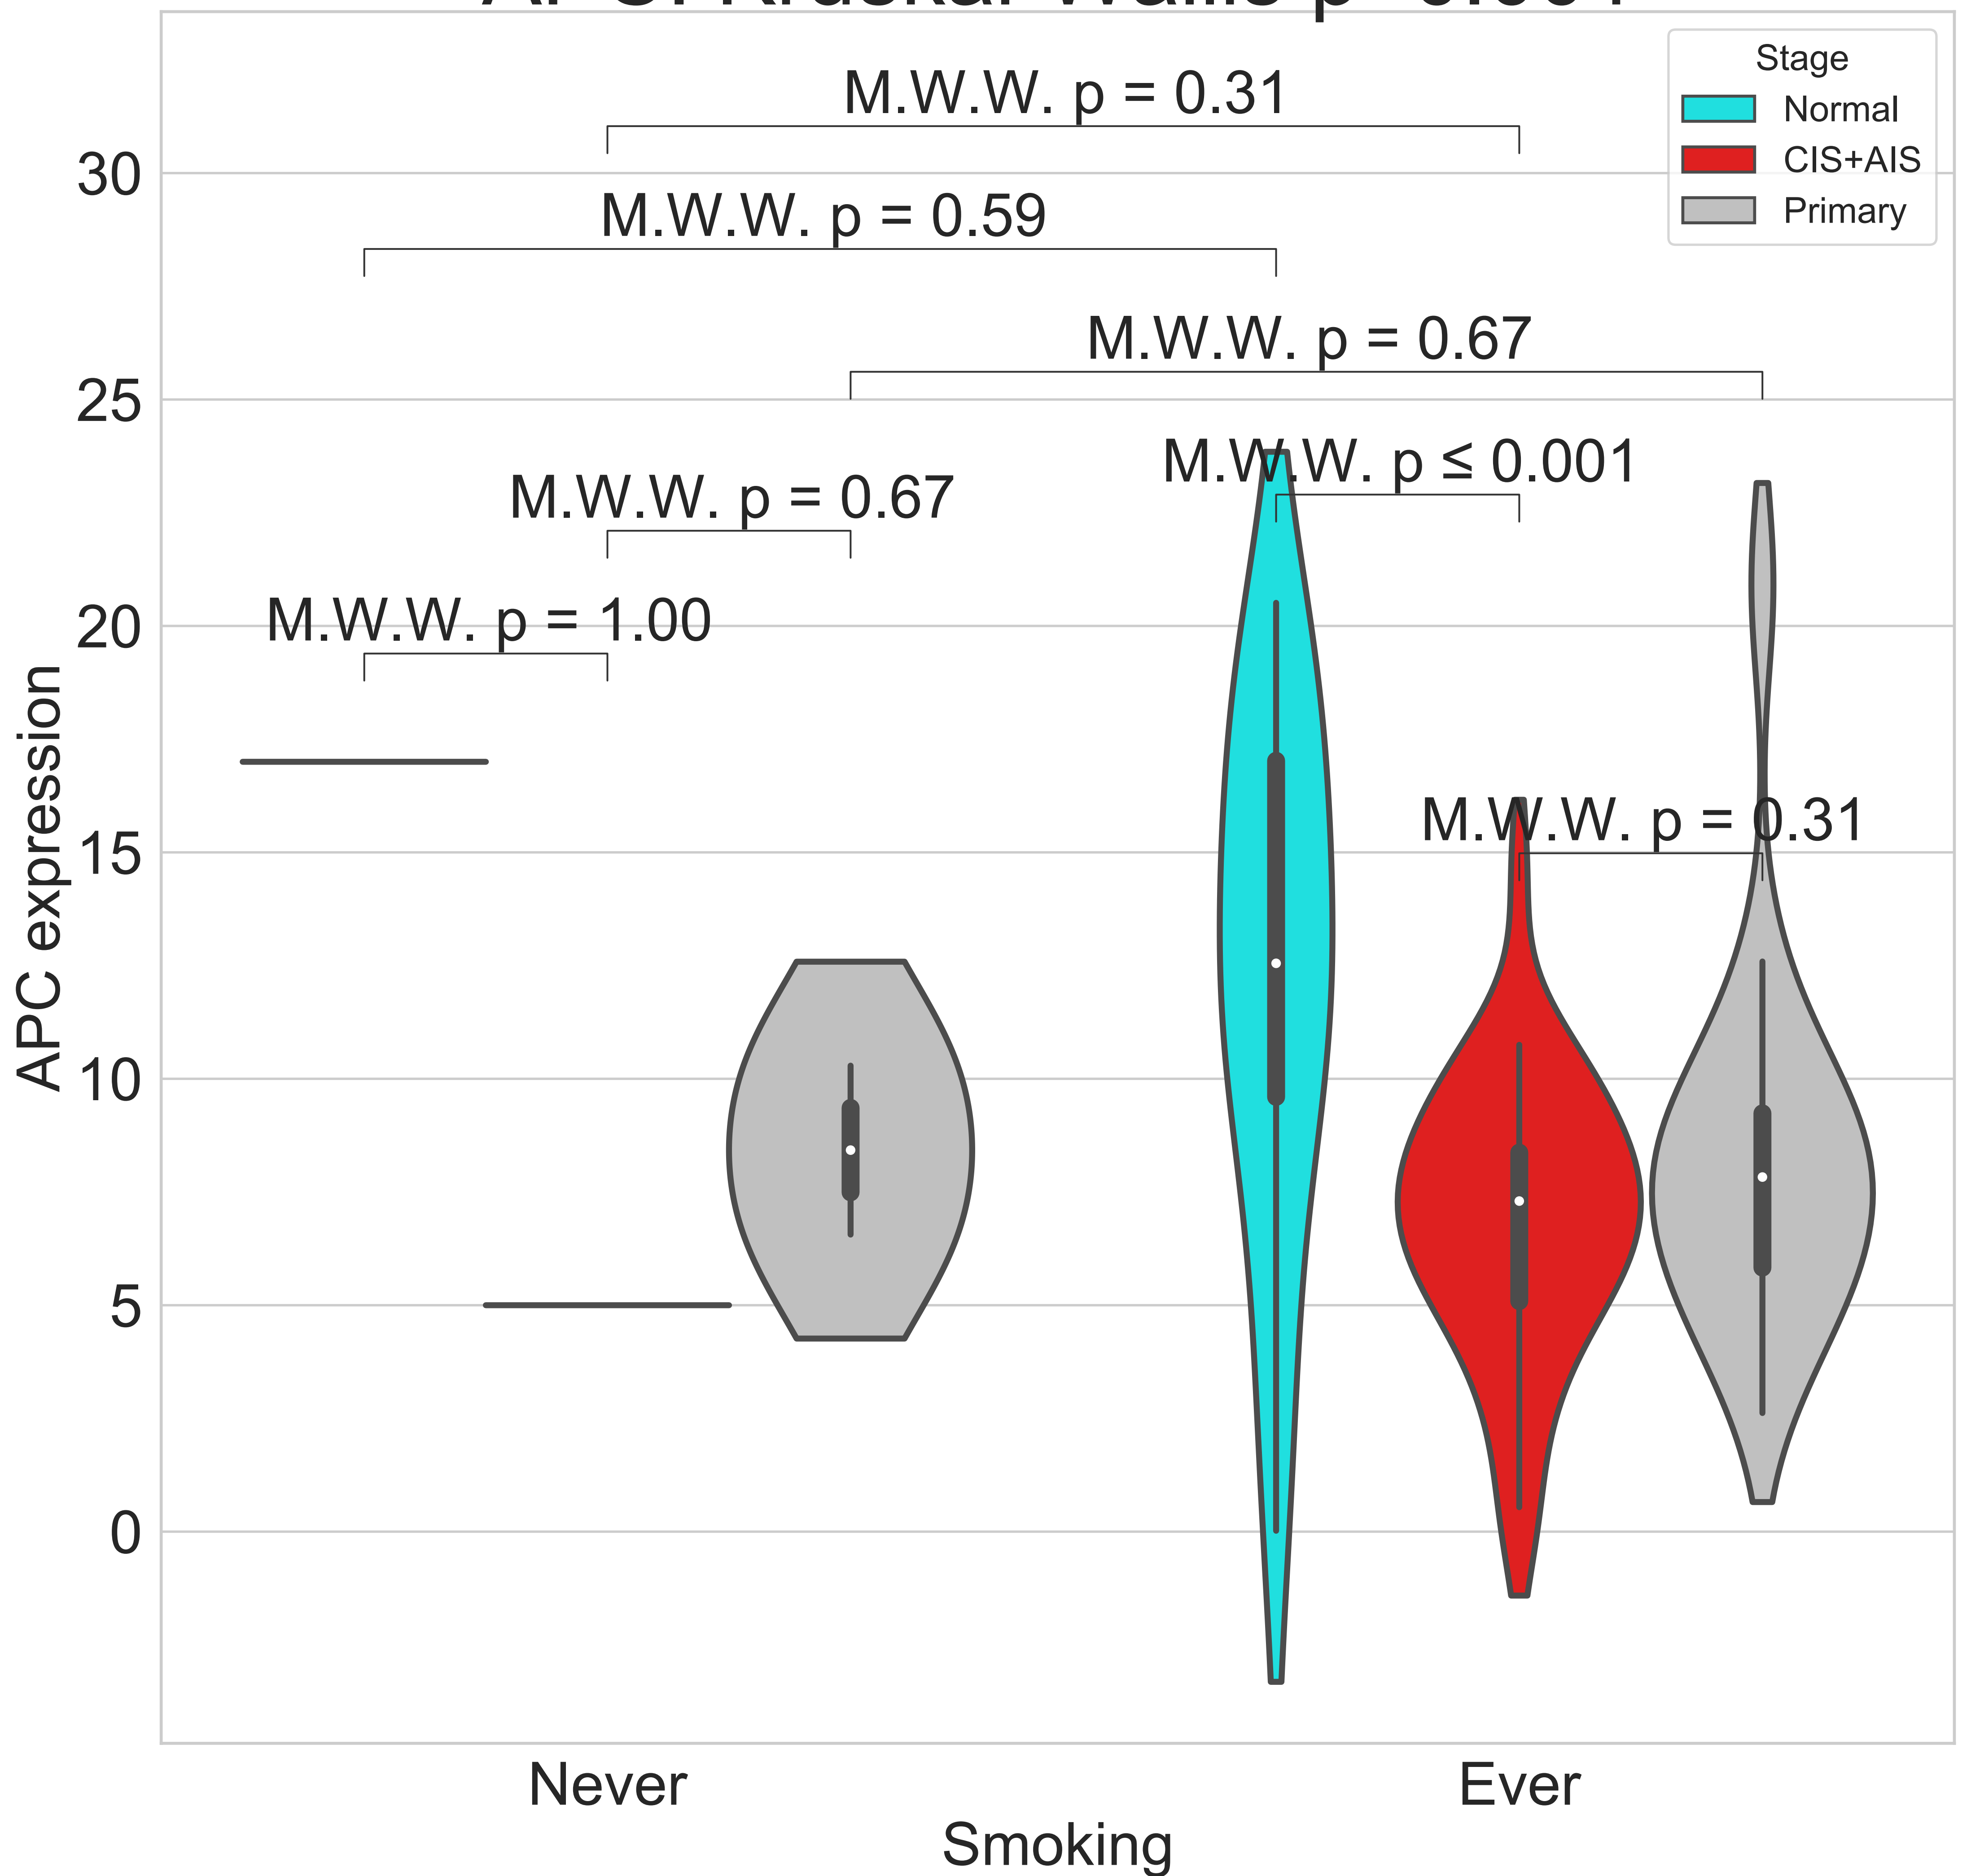 Stage
Normal
CIS+AIS
Primary
M.W.W. p = 0.31
M.W.W. p = 0.59
M.W.W. p = 0.67
M.W.W. p ≤ 0.001
M.W.W. p = 0.67
M.W.W. p = 1.00
M.W.W. p = 0.31
30
25
20
15
10
5
0
APC expression
Never
Ever
Smoking